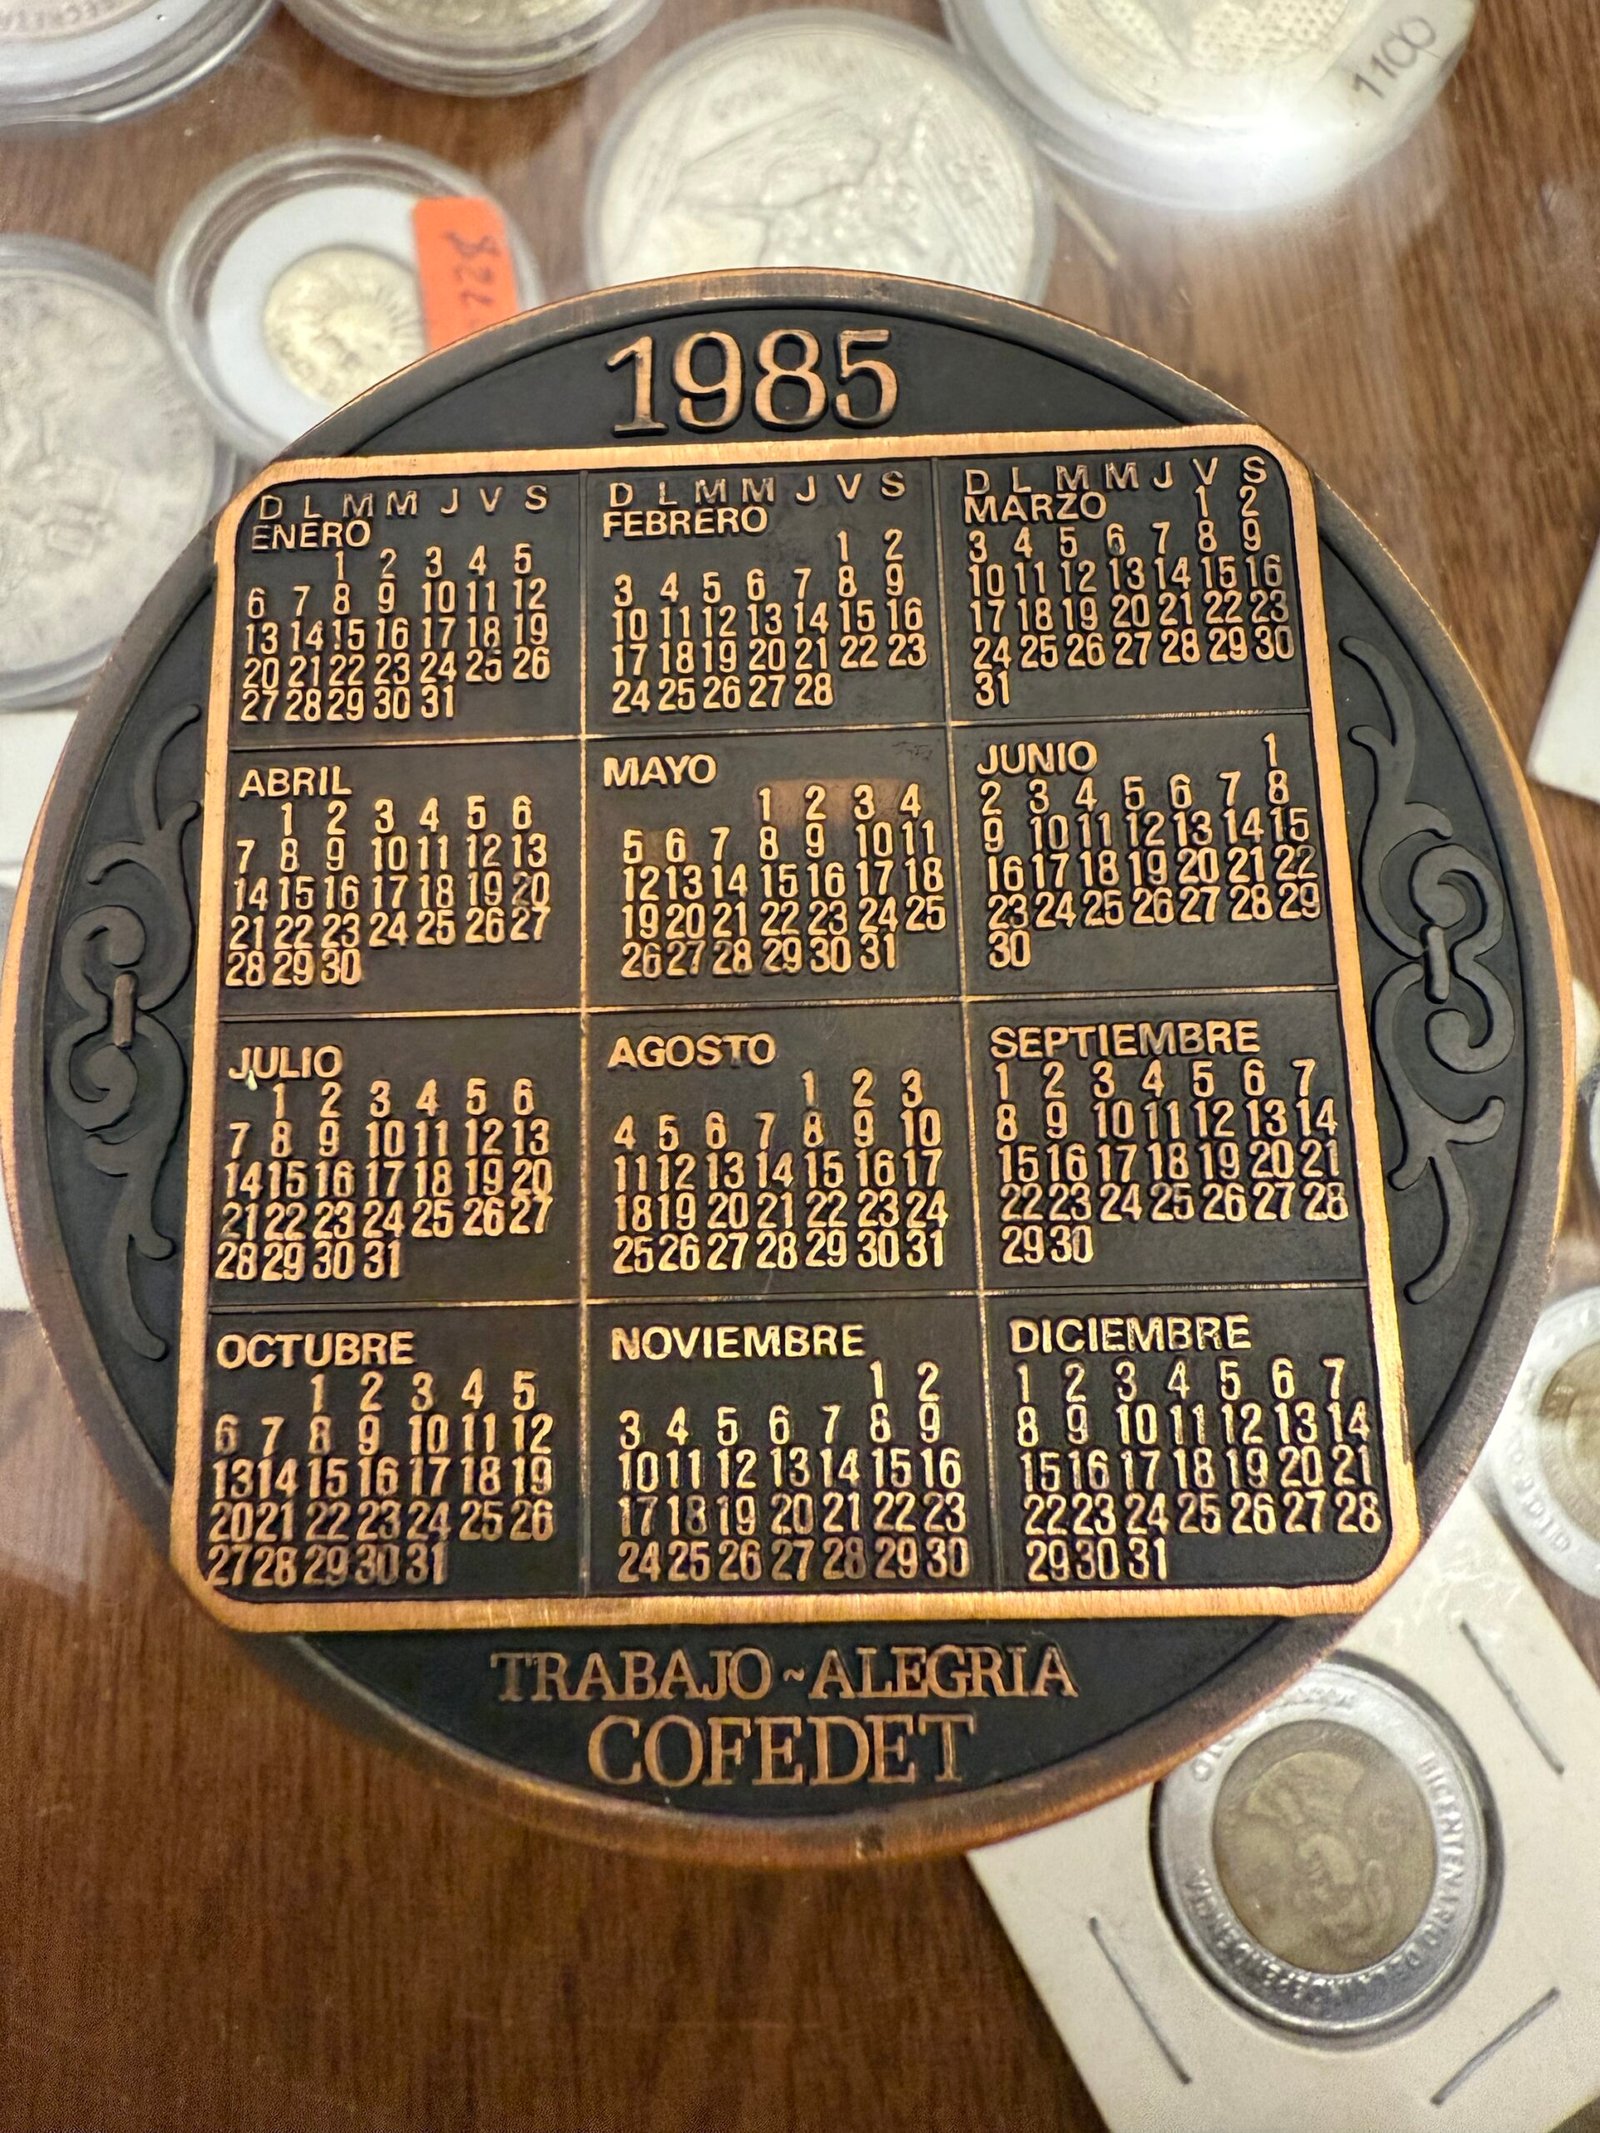 1100
1985
D L M M J V S
ENERO
1 2 3 4 5
6 7 8 9 10 11 12
13 14 15 16 17 18 19
20 21 22 23 24 25 26
27 28 29 30 31
D L M M J V S
FEBRERO
1 2
3 4 5 6 7 8 9
10 11 12 13 14 15 16
17 18 19 20 21 22 23
24 25 26 27 28
D L M M J V S
MARZO 1 2
3 4 5 6 7 8 9
10 11 12 13 14 15 16
17 18 19 20 21 22 23
24 25 26 27 28 29 30
31
ABRIL
1 2 3 4 5 6
7 8 9 10 11 12 13
14 15 16 17 18 19 20
21 22 23 24 25 26 27
28 29 30
MAYO
1 2 3 4
5 6 7 8 9 10 11
12 13 14 15 16 17 18
19 20 21 22 23 24 25
26 27 28 29 30 31
JUNIO 1
2 3 4 5 6 7 8
9 10 11 12 13 14 15
16 17 18 19 20 21 22
23 24 25 26 27 28 29
30
JULIO
1 2 3 4 5 6
7 8 9 10 11 12 13
14 15 16 17 18 19 20
21 22 23 24 25 26 27
28 29 30 31
AGOSTO
1 2 3
4 5 6 7 8 9 10
11 12 13 14 15 16 17
18 19 20 21 22 23 24
25 26 27 28 29 30 31
SEPTIEMBRE
1 2 3 4 5 6 7
8 9 10 11 12 13 14
15 16 17 18 19 20 21
22 23 24 25 26 27 28
29 30
OCTUBRE
1 2 3 4 5
6 7 8 9 10 11 12
13 14 15 16 17 18 19
20 21 22 23 24 25 26
27 28 29 30 31
NOVIEMBRE
1 2
3 4 5 6 7 8 9
10 11 12 13 14 15 16
17 18 19 20 21 22 23
24 25 26 27 28 29 30
DICIEMBRE
1 2 3 4 5 6 7
8 9 10 11 12 13 14
15 16 17 18 19 20 21
22 23 24 25 26 27 28
29 30 31
TRABAJO ~ ALEGRIA
COFEDET
BICENTENARIO DE LA INDEPENDENCIA